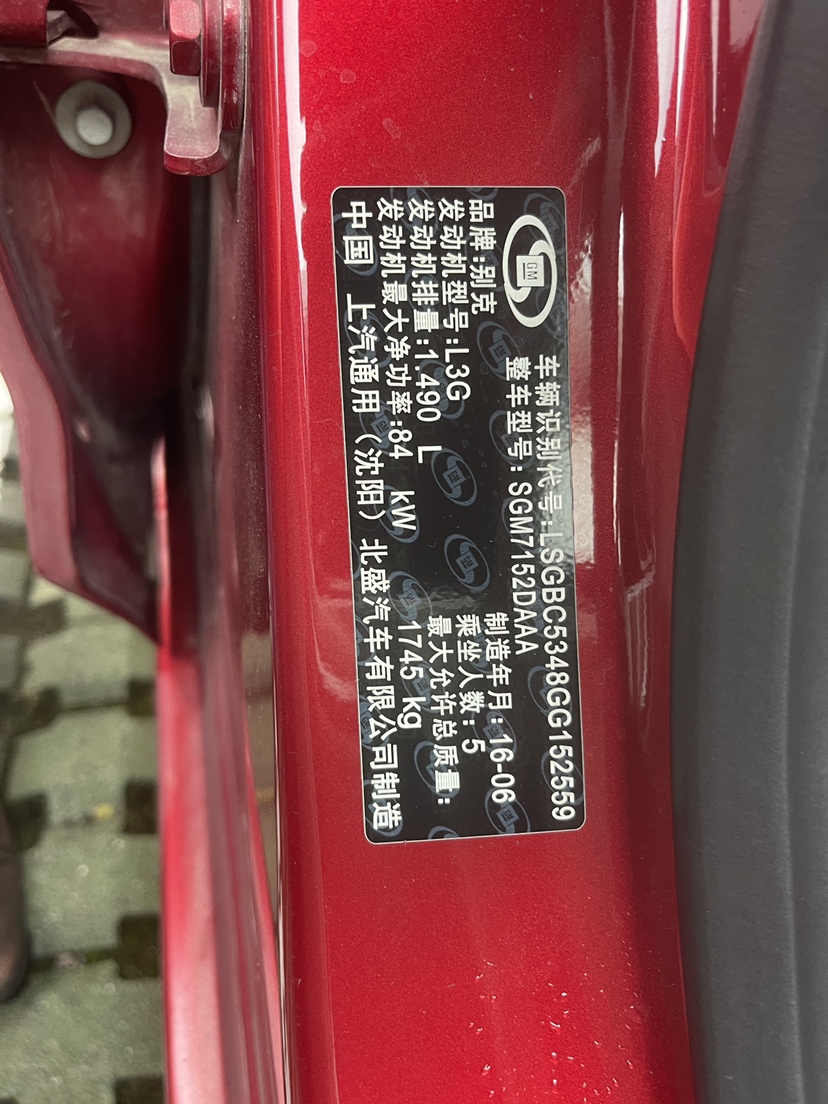 GM
车辆识别代号:LSGBC5348GG152559
整车型号: SGM7152DAAA
品牌:别克 制造年月:16-06
发动机型号:L3G 乘坐人数:5
发动机排量:1.490 L 最大允许总质量:
发动机最大净功率:84 kW 1745 kg
中国 上汽通用（沈阳）北盛汽车有限公司制造